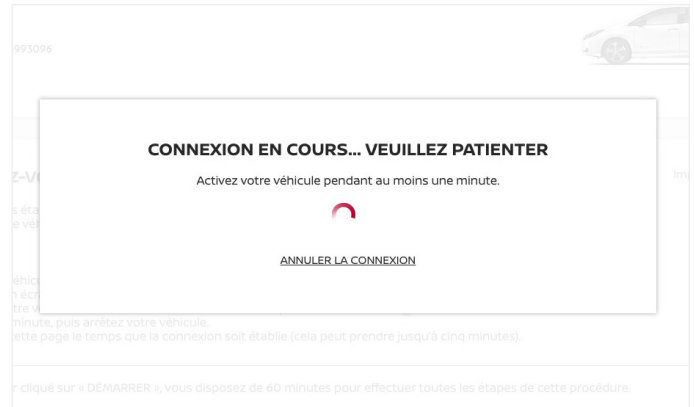 993096
CONNEXION EN COURS... VEUILLEZ PATIENTER
Activez votre véhicule pendant au moins une minute.
ANNULER LA CONNEXION
minute, puis arrêtez votre véhicule.
cette page le temps que la connexion soit établie (cela peut prendre jusqu'à cinq minutes).
cliqué sur « DÉMARRER », vous disposez de 60 minutes pour effectuer toutes les étapes de cette procédure.